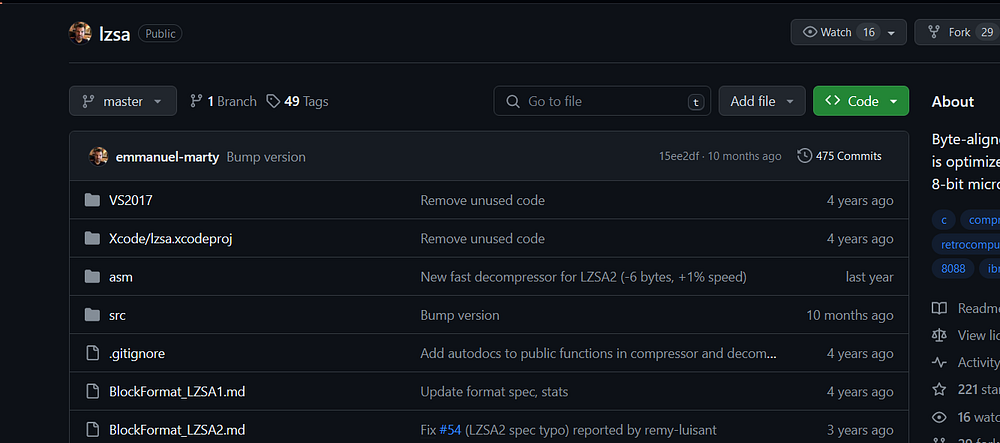 lzsa Public Watch 16 Fork 29
master 1 Branch 49 Tags Go to file t Add file Code About
emmanuel-marty Bump version 15ee2df · 10 months ago 475 Commits
Byte-align
is optimize
8-bit micro
VS2017 Remove unused code 4 years ago
c compr
Xcode/lzsa.xcodeproj Remove unused code 4 years ago
retrocompu
asm New fast decompressor for LZSA2 (-6 bytes, +1% speed) last year
8088 ib
src Bump version 10 months ago
Readme
View lic
.gitignore Add autodocs to public functions in compressor and decom... 4 years ago
Activity
BlockFormat_LZSA1.md Update format spec, stats 4 years ago
221 star
16 watc
BlockFormat_LZSA2.md Fix #54 (LZSA2 spec typo) reported by remy-luisant 3 years ago